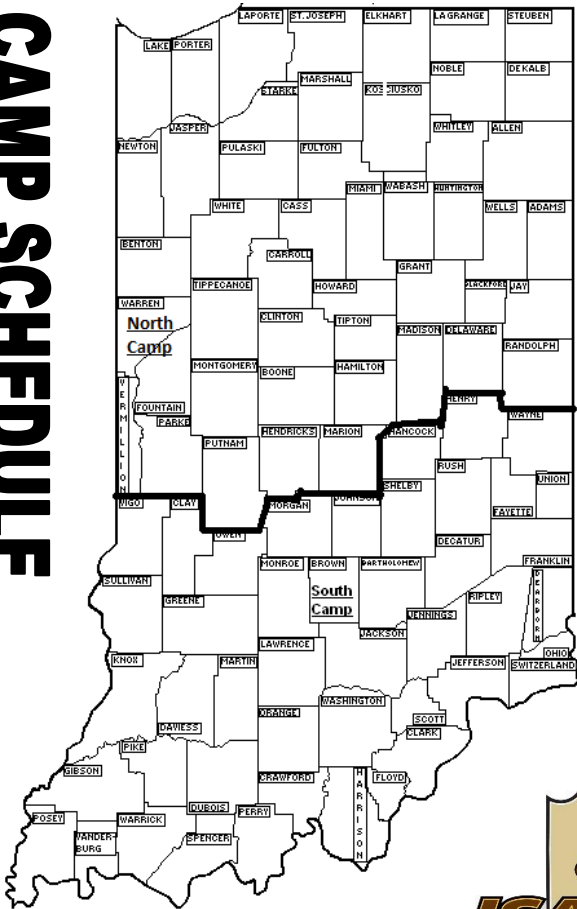 CAMP SCHEDULE
LAPORTE ST. JOSEPH ELKHART LAGRANGE STEUBEN
LAKE PORTER
NOBLE DEKALB
MARSHALL
STARKE KOSCIUSKO
JASPER WHITLEY ALLEN
NEWTON PULASKI FULTON
MIAMI WABASH HUNTINGTON
WHITE CASS WELLS ADAMS
BENTON
CARROLL
GRANT
TIPPECANOE HOWARD BLACKFORD JAY
WARREN
North
Camp
CLINTON TIPTON
MADISON DELAWARE
RANDOLPH
MONTGOMERY BOONE HAMILTON
VERMILLION
FOUNTAIN HENRY
PARKE WAYNE
PUTNAM HENDRICKS MARION HANCOCK
RUSH
SHELBY UNION
VIGO CLAY MORGAN JOHNSON
FAYETTE
OWEN DECATUR
MONROE BROWN BARTHOLOMEW FRANKLIN
SULLIVAN
DEARBORN
South
Camp
GREENE RIPLEY
JENNINGS
JACKSON
LAWRENCE OHIO
KNOX MARTIN JEFFERSON SWITZERLAND
WASHINGTON
ORANGE SCOTT
DAVIESS CLARK
PIKE
GIBSON CRAWFORD HARRISON FLOYD
DUBOIS PERRY
POSEY WARRICK
VANDER-
BURG
SPENCER